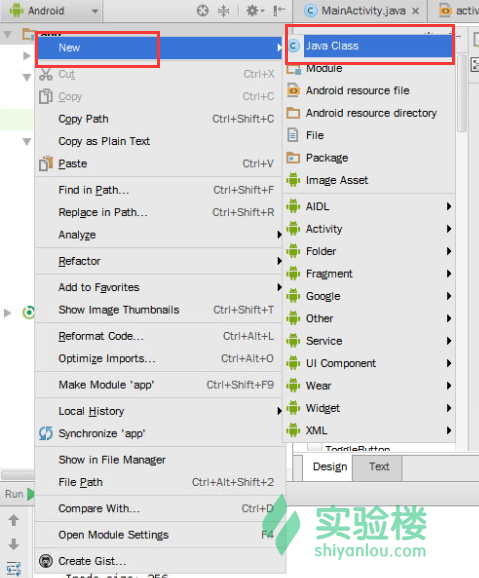 Android
MainActivity.java
activ
app
New
Java Class
Module
Cut Ctrl+X
Android resource file
Copy Ctrl+C
Android resource directory
Copy Path Ctrl+Shift+C
File
Copy as Plain Text
Package
Paste Ctrl+V
Image Asset
Find in Path... Ctrl+Shift+F
AIDL
Replace in Path... Ctrl+Shift+R
Activity
Analyze
Folder
Refactor
Fragment
Add to Favorites
Google
Show Image Thumbnails Ctrl+Shift+T
Other
Reformat Code... Ctrl+Alt+L
Service
Optimize Imports... Ctrl+Alt+O
UI Component
Make Module 'app' Ctrl+Shift+F9
Wear
Local History
Widget
Synchronize 'app'
XML
ToggleButton
Show in File Manager
Design Text
File Path Ctrl+Alt+Shift+2
Run
Compare With... Ctrl+D
Open Module Settings F4
实验楼
shiyanlou.com
Create Gist...